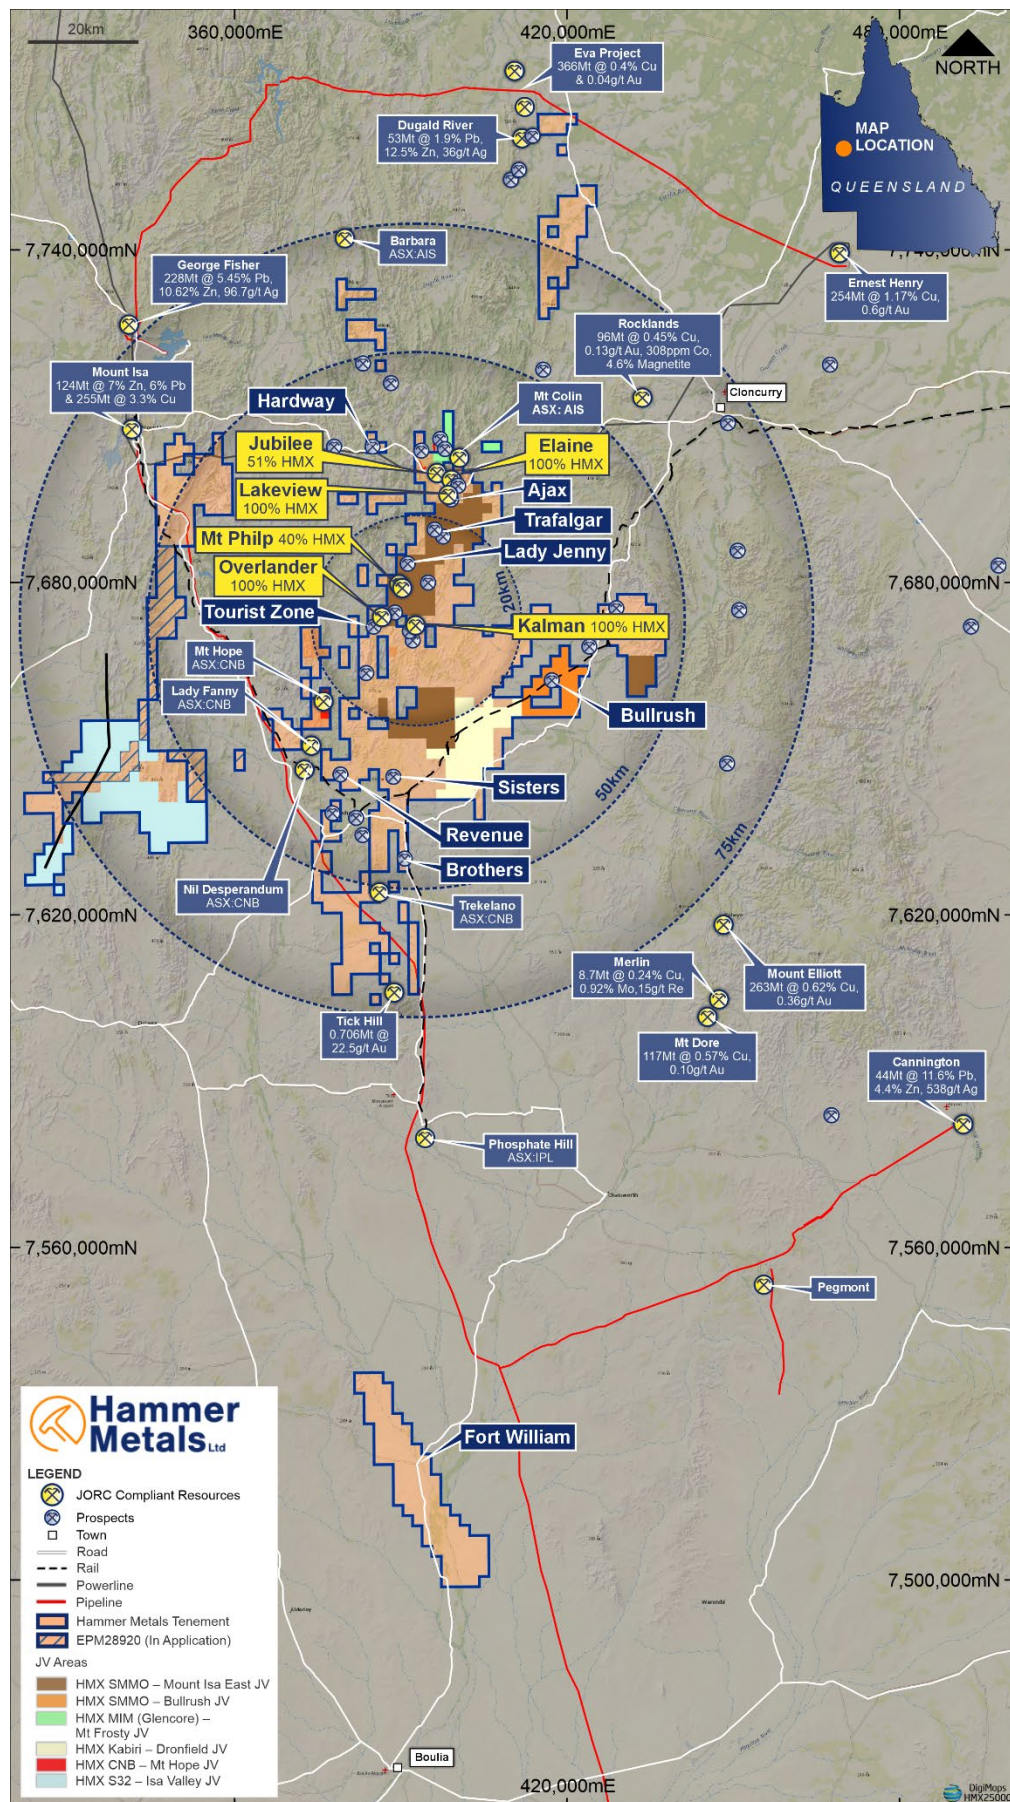 20km
360,000mE
420,000mE
480,000mE
NORTH
MAP
LOCATION
QUEENSLAND
Eva Project
366Mt @ 0.4% Cu
& 0.04g/t Au
Dugald River
53Mt @ 1.9% Pb,
12.5% Zn, 36g/t Ag
7,740,000mN
7,740,000mN
Barbara
ASX:AIS
George Fisher
228Mt @ 5.45% Pb,
10.62% Zn, 96.7g/t Ag
Ernest Henry
254Mt @ 1.17% Cu,
0.6g/t Au
Rocklands
96Mt @ 0.45% Cu,
0.13g/t Au, 308ppm Co,
4.6% Magnetite
Mount Isa
124Mt @ 7% Zn, 6% Pb
& 255Mt @ 3.3% Cu
Cloncurry
Hardway
Mt Colin
ASX: AIS
Jubilee
51% HMX
Elaine
100% HMX
Lakeview
100% HMX
Ajax
Trafalgar
Mt Philp 40% HMX
Lady Jenny
Overlander
100% HMX
7,680,000mN
7,680,000mN
20km
Tourist Zone
Kalman 100% HMX
Mt Hope
ASX:CNB
Lady Fanny
ASX:CNB
Bullrush
50km
75km
Sisters
Revenue
Brothers
Nil Desperandum
ASX:CNB
Trekelano
ASX:CNB
7,620,000mN
7,620,000mN
Merlin
8.7Mt @ 0.24% Cu,
0.92% Mo,15g/t Re
Mount Elliott
263Mt @ 0.62% Cu,
0.36g/t Au
Tick Hill
0.706Mt @
22.5g/t Au
Mt Dore
117Mt @ 0.57% Cu,
0.10g/t Au
Cannington
44Mt @ 11.6% Pb,
4.4% Zn, 538g/t Ag
Phosphate Hill
ASX:IPL
7,560,000mN
7,560,000mN
Pegmont
Hammer
Metals Ltd
Fort William
LEGEND
JORC Compliant Resources
Prospects
Town
Road
Rail
Powerline
Pipeline
Hammer Metals Tenement
EPM28920 (In Application)
JV Areas
HMX SMMO – Mount Isa East JV
HMX SMMO – Bullrush JV
HMX MIM (Glencore) –
Mt Frosty JV
HMX Kabiri – Dronfield JV
HMX CNB – Mt Hope JV
HMX S32 – Isa Valley JV
7,500,000mN
Boulia
420,000mE
DigiMaps
HMX25000